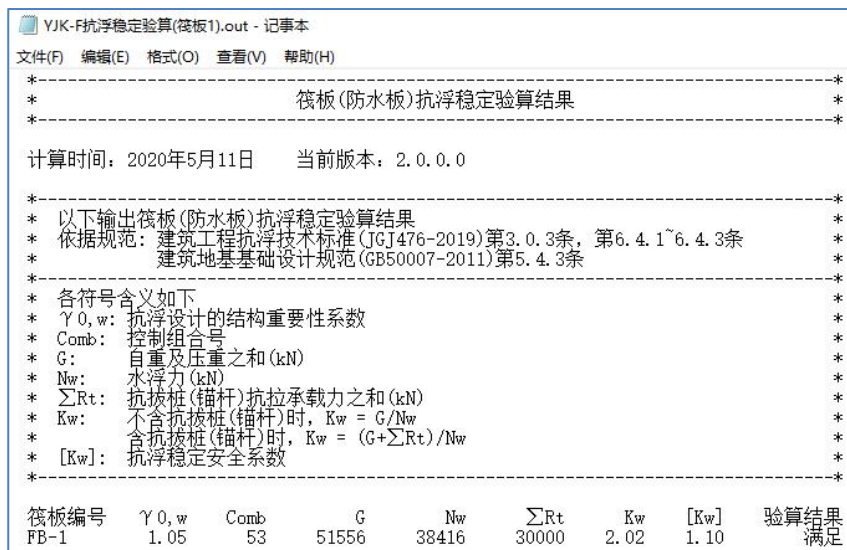 YJK-F抗浮稳定验算(筏板1).out - 记事本
文件(F) 编辑(E) 格式(O) 查看(V) 帮助(H)
*--------------------------------------------------------------------------------*
* 筏板(防水板)抗浮稳定验算结果 *
*--------------------------------------------------------------------------------*
计算时间: 2020年5月11日 当前版本: 2.0.0.0
*--------------------------------------------------------------------------------*
* 以下输出筏板(防水板)抗浮稳定验算结果 *
* 依据规范: 建筑工程抗浮技术标准(JGJ476-2019)第3.0.3条, 第6.4.1~6.4.3条 *
* 建筑地基基础设计规范(GB50007-2011)第5.4.3条 *
*--------------------------------------------------------------------------------*
* 各符号含义如下 *
* γ0,w: 抗浮设计的结构重要性系数 *
* Comb: 控制组合号 *
* G: 自重及压重之和(kN) *
* Nw: 水浮力(kN) *
* ∑Rt: 抗拔桩(锚杆)抗拉承载力之和(kN) *
* Kw: 不含抗拔桩(锚杆)时, Kw = G/Nw *
* 含抗拔桩(锚杆)时, Kw = (G+∑Rt)/Nw *
* [Kw]: 抗浮稳定安全系数 *
*--------------------------------------------------------------------------------*
筏板编号 γ0,w Comb G Nw ∑Rt Kw [Kw] 验算结果
FB-1 1.05 53 51556 38416 30000 2.02 1.10 满足